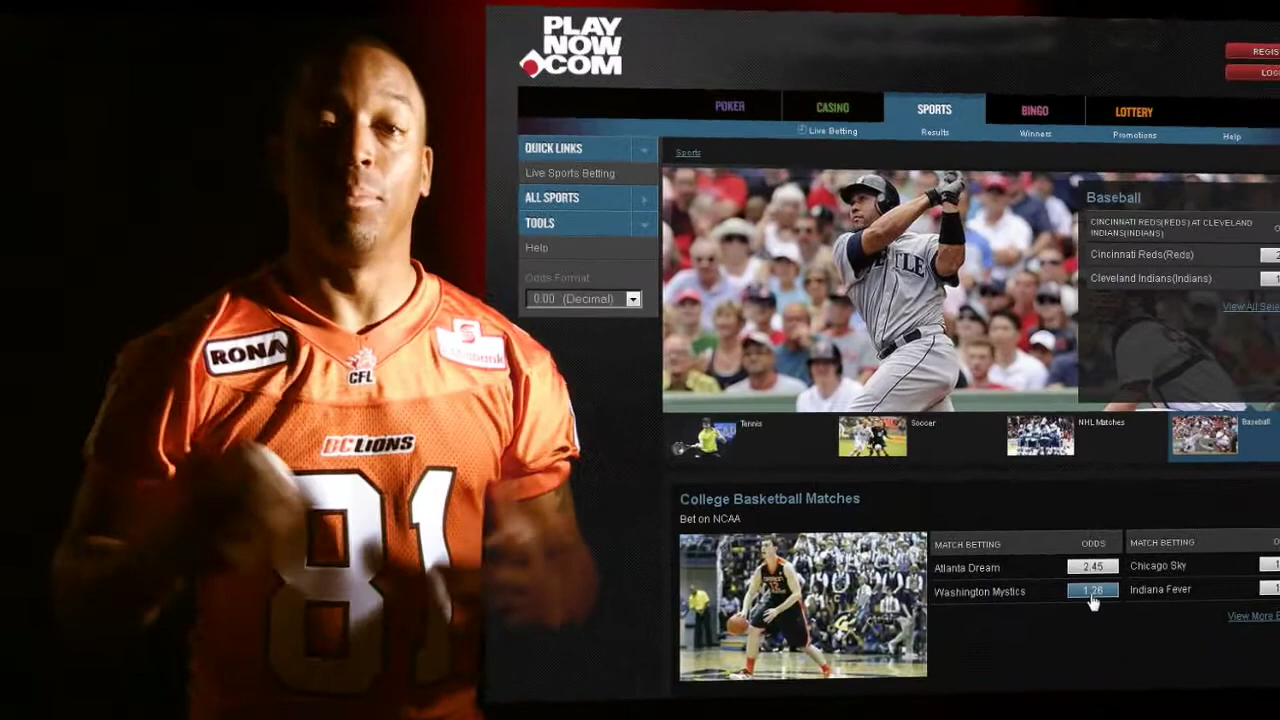 PLAY
NOW
.COM
REGIS
LOG
POKER
CASINO
SPORTS
BINGO
LOTTERY
Live Betting
Results
Winners
Promotions
Help
QUICK LINKS
Live Sports Betting
ALL SPORTS
TOOLS
Help
Odds Format
0.00 (Decimal)
Sports
Baseball
CINCINNATI REDS(REDS) AT CLEVELAND
INDIANS(INDIANS)
Cincinnati Reds(Reds)
Cleveland Indians(Indians)
View All Sele
Tennis
Soccer
NHL Matches
Baseball
College Basketball Matches
Bet on NCAA
MATCH BETTING
ODDS
MATCH BETTING
Atlanta Dream
2.45
Chicago Sky
Washington Mystics
1.26
Indiana Fever
View More B
RONA
CFL
BC LIONS
81